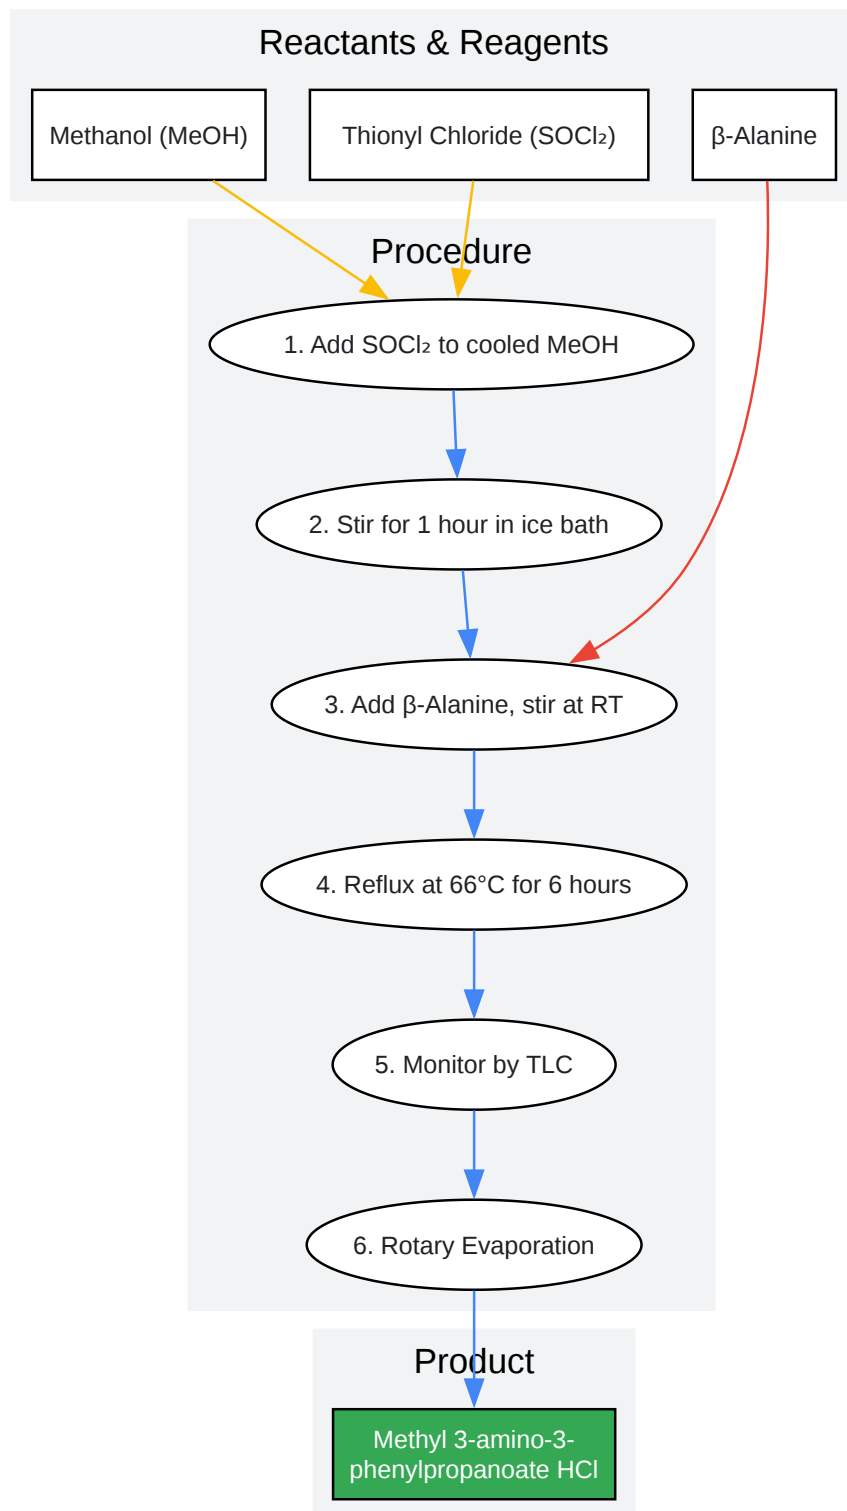 Reactants & Reagents
Methanol (MeOH)
Thionyl Chloride (SOCl₂)
β-Alanine
Procedure
1. Add SOCl₂ to cooled MeOH
2. Stir for 1 hour in ice bath
3. Add β-Alanine, stir at RT
4. Reflux at 66°C for 6 hours
5. Monitor by TLC
6. Rotary Evaporation
Product
Methyl 3-amino-3-
phenylpropanoate HCl